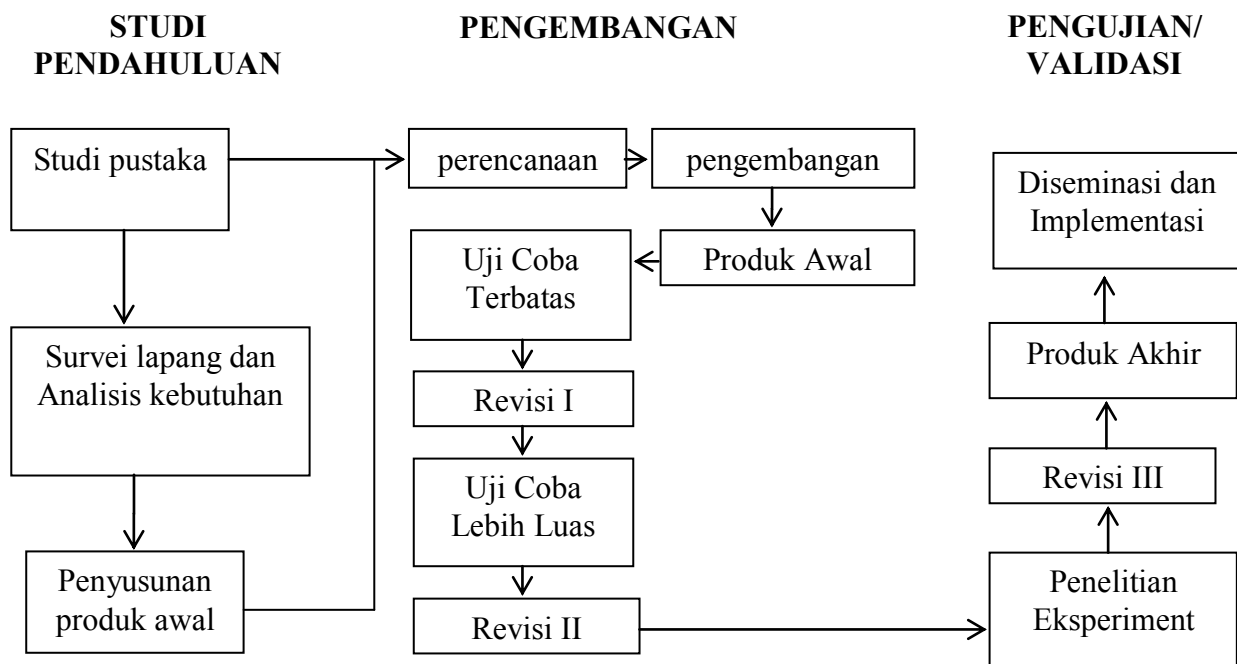 STUDI
PENDAHULUAN
PENGEMBANGAN
PENGUJIAN/
VALIDASI
Studi pustaka
Survei lapang dan
Analisis kebutuhan
Penyusunan
produk awal
perencanaan
pengembangan
Produk Awal
Uji Coba
Terbatas
Revisi I
Uji Coba
Lebih Luas
Revisi II
Diseminasi dan
Implementasi
Produk Akhir
Revisi III
Penelitian
Eksperiment